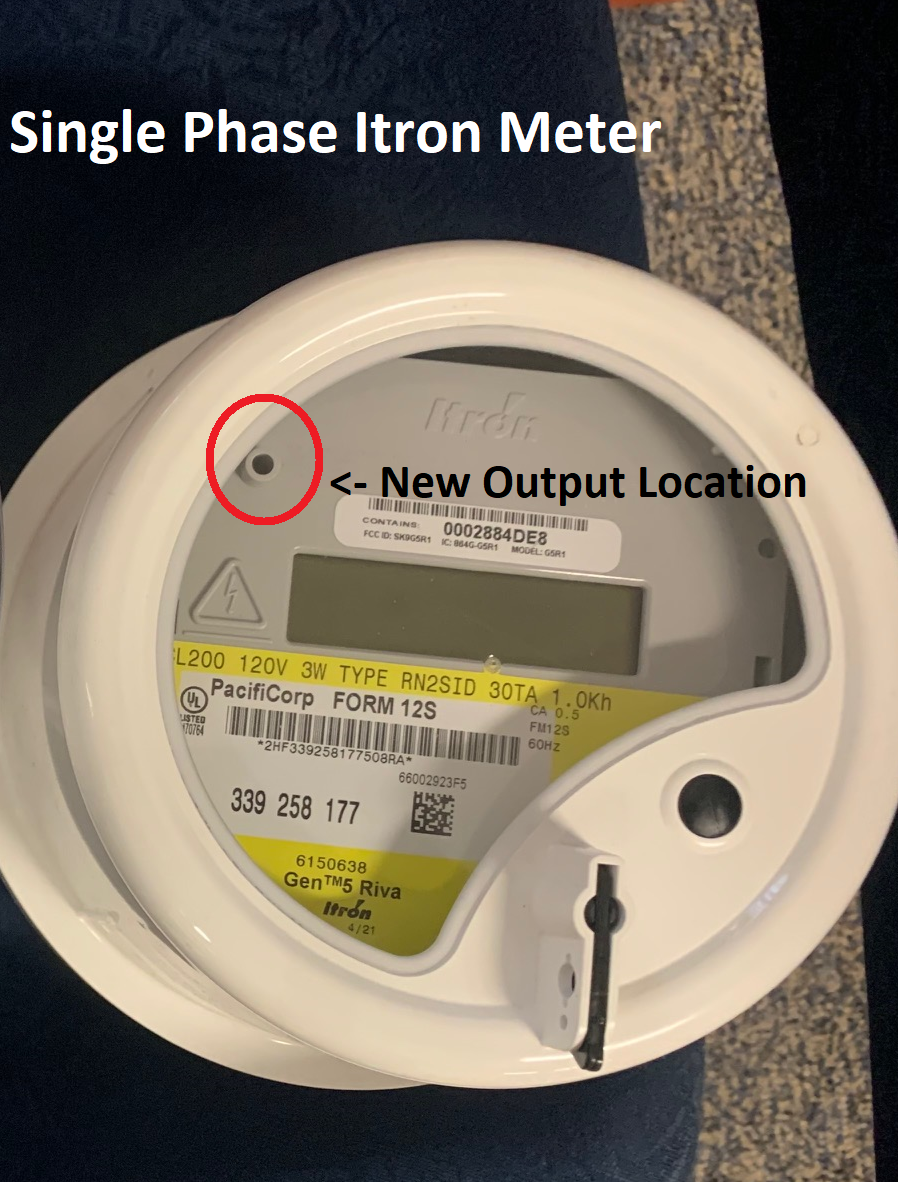 Single Phase Itron Meter
Itron
<- New Output Location
CONTAINS: 0002884DE8
FCC ID: SK9G5R1 IC: 864G-G5R1 MODEL: G5R1
CL200 120V 3W TYPE RN2SID 30TA 1.0Kh
UL PacifiCorp FORM 12S CA 0.5
LISTED FM12S
60Hz
*2HF339258177508RA*
66002923F5
339 258 177
6150638
Gen™5 Riva
Itron
4/21